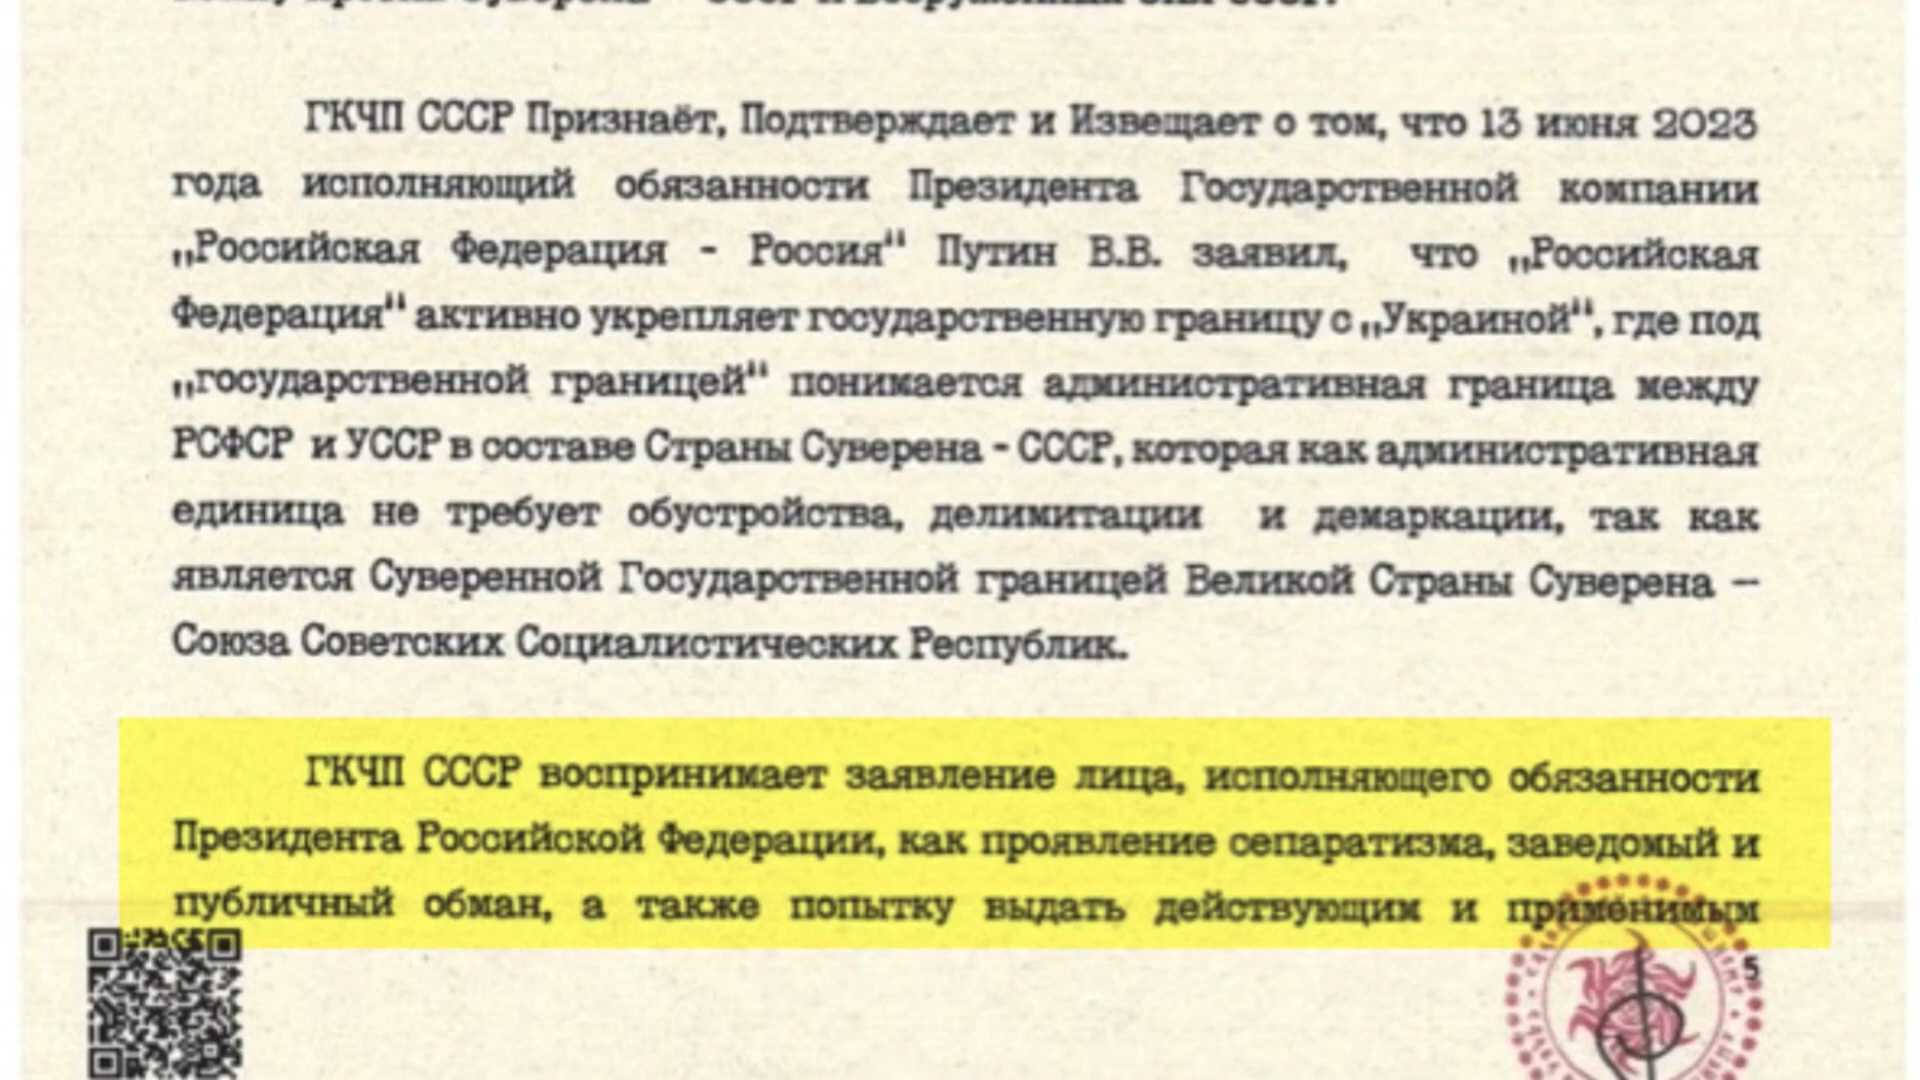 ГКЧП СССР Признаёт, Подтверждает и Извещает о том, что 13 июня 2023
года исполняющий обязанности Президента Государственной компании
„Российская Федерация - Россия“ Путин В.В. заявил, что „Российская
Федерация“ активно укрепляет государственную границу с „Украиной“, где под
„государственной границей“ понимается административная граница между
РСФСР и УССР в составе Страны Суверена - СССР, которая как административная
единица не требует обустройства, делимитации и демаркации, так как
является Суверенной Государственной границей Великой Страны Суверена –
Союза Советских Социалистических Республик.
ГКЧП СССР воспринимает заявление лица, исполняющего обязанности
Президента Российской Федерации, как проявление сепаратизма, заведомый и
публичный обман, а также попытку выдать действующим и применимым
5